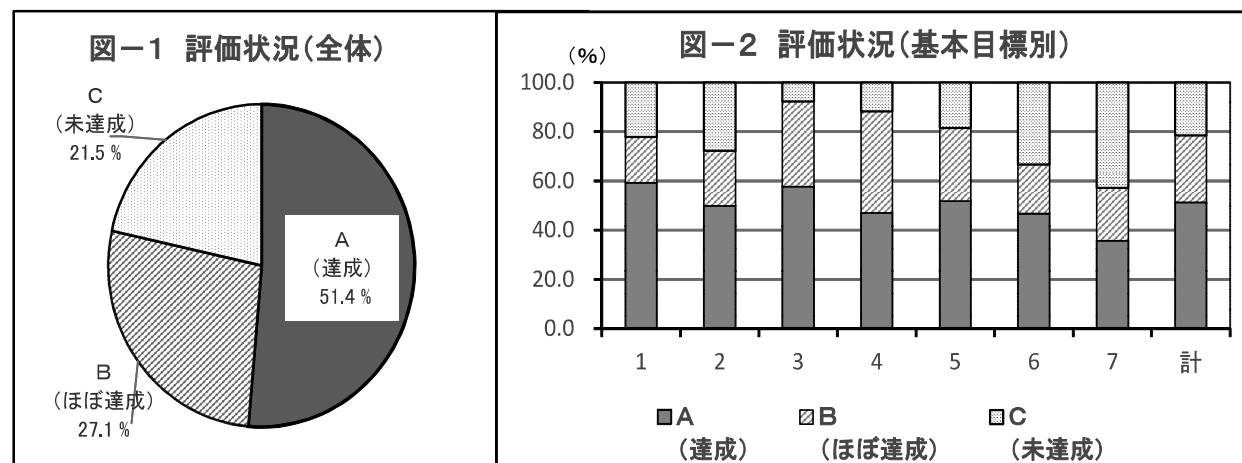 図－1 評価状況(全体)
C
(未達成)
21.5 %
A
(達成)
51.4 %
B
(ほぼ達成)
27.1 %
図－2 評価状況(基本目標別)
(%)
100.0
80.0
60.0
40.0
20.0
0.0
1 2 3 4 5 6 7 計
A B C
(達成) (ほぼ達成) (未達成)